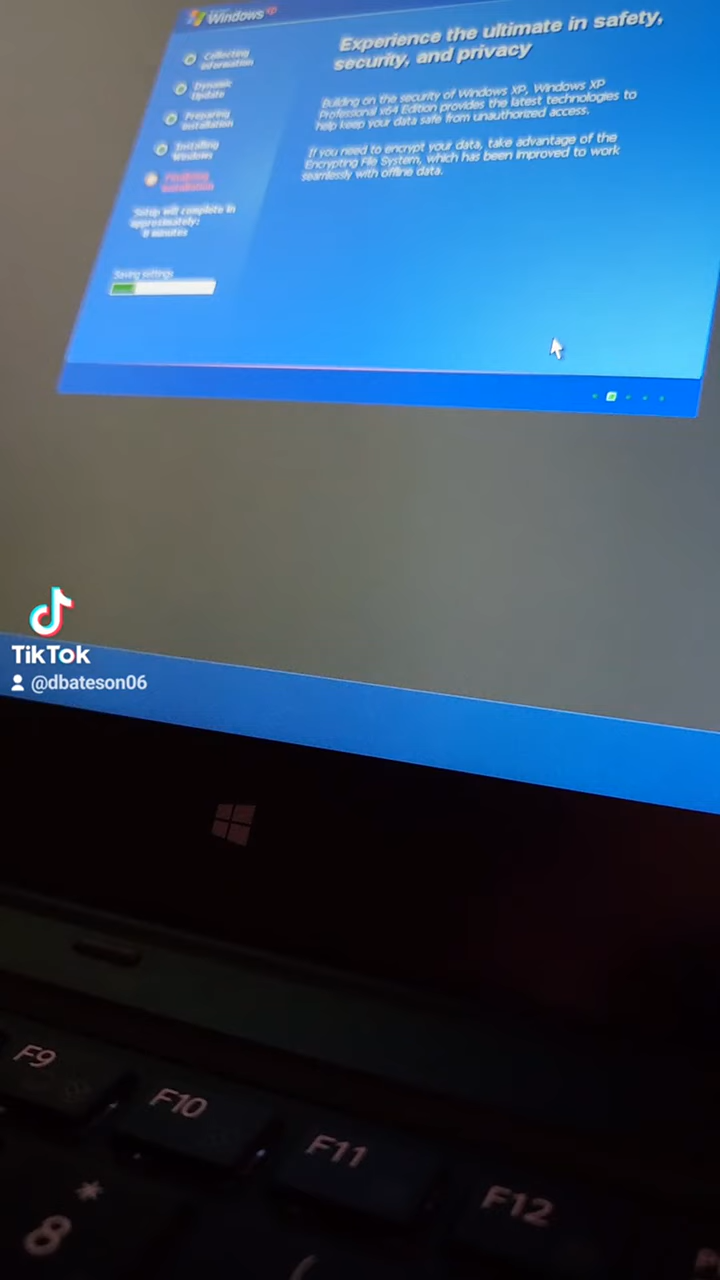 Windows xp
Experience the ultimate in safety,
security, and privacy
Collecting
information
Dynamic
Update
Preparing
installation
Installing
Windows
Finalizing
installation
Setup will complete in
approximately:
8 minutes
Saving settings
Building on the security of Windows XP, Windows XP
Professional x64 Edition provides the latest technologies to
help keep your data safe from unauthorized access.
If you need to encrypt your data, take advantage of the
Encrypting File System, which has been improved to work
seamlessly with offline data.
TikTok
@dbateson06
F9
F10
F11
F12
*
8
(